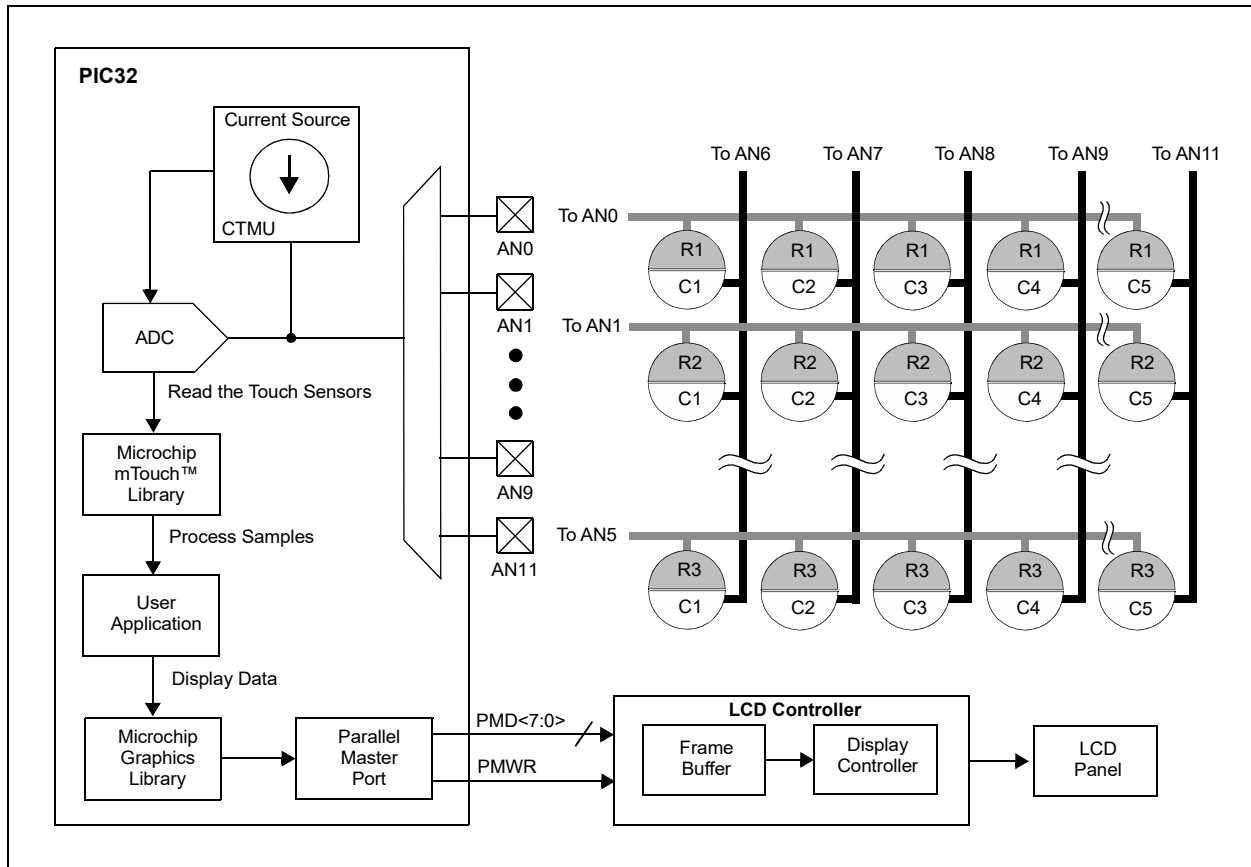 PIC32
Current Source
CTMU
ADC
Read the Touch Sensors
Microchip
mTouch™
Library
Process Samples
User
Application
Display Data
Microchip
Graphics
Library
Parallel
Master
Port
AN0
AN1
AN9
AN11
To AN6 To AN7 To AN8 To AN9 To AN11
To AN0
R1 R1 R1 R1 R1
C1 C2 C3 C4 C5
To AN1
R2 R2 R2 R2 R2
C1 C2 C3 C4 C5
To AN5
R3 R3 R3 R3 R3
C1 C2 C3 C4 C5
PMD<7:0>
PMWR
LCD Controller
Frame
Buffer
Display
Controller
LCD
Panel